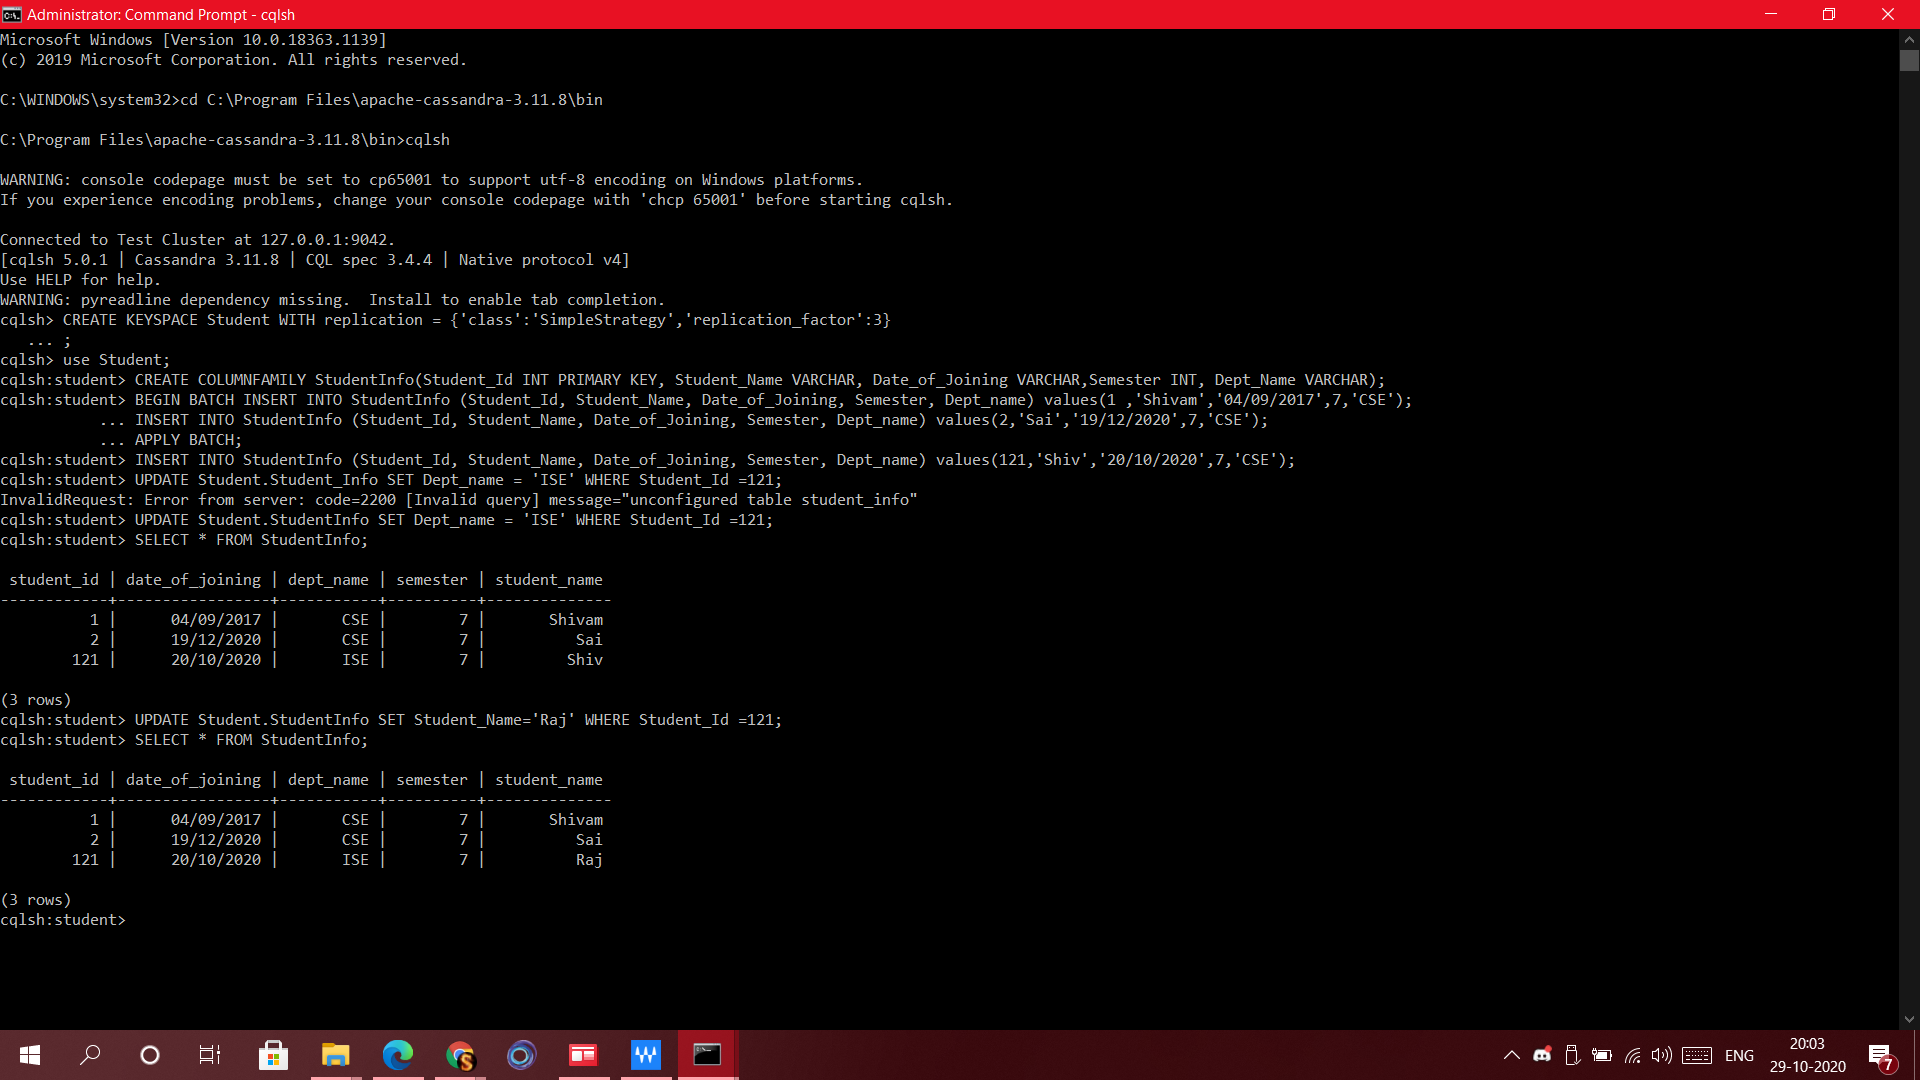 Administrator: Command Prompt - cqlsh
Microsoft Windows [Version 10.0.18363.1139]
(c) 2019 Microsoft Corporation. All rights reserved.
C:\WINDOWS\system32>cd C:\Program Files\apache-cassandra-3.11.8\bin
C:\Program Files\apache-cassandra-3.11.8\bin>cqlsh
WARNING: console codepage must be set to cp65001 to support utf-8 encoding on Windows platforms.
If you experience encoding problems, change your console codepage with 'chcp 65001' before starting cqlsh.
Connected to Test Cluster at 127.0.0.1:9042.
[cqlsh 5.0.1 | Cassandra 3.11.8 | CQL spec 3.4.4 | Native protocol v4]
Use HELP for help.
WARNING: pyreadline dependency missing.  Install to enable tab completion.
cqlsh> CREATE KEYSPACE Student WITH replication = {'class':'SimpleStrategy','replication_factor':3}
   ... ;
cqlsh> use Student;
cqlsh:student> CREATE COLUMNFAMILY StudentInfo(Student_Id INT PRIMARY KEY, Student_Name VARCHAR, Date_of_Joining VARCHAR,Semester INT, Dept_Name VARCHAR);
cqlsh:student> BEGIN BATCH INSERT INTO StudentInfo (Student_Id, Student_Name, Date_of_Joining, Semester, Dept_name) values(1 ,'Shivam','04/09/2017',7,'CSE');
           ... INSERT INTO StudentInfo (Student_Id, Student_Name, Date_of_Joining, Semester, Dept_name) values(2,'Sai','19/12/2020',7,'CSE');
           ... APPLY BATCH;
cqlsh:student> INSERT INTO StudentInfo (Student_Id, Student_Name, Date_of_Joining, Semester, Dept_name) values(121,'Shiv','20/10/2020',7,'CSE');
cqlsh:student> UPDATE Student.Student_Info SET Dept_name = 'ISE' WHERE Student_Id =121;
InvalidRequest: Error from server: code=2200 [Invalid query] message="unconfigured table student_info"
cqlsh:student> UPDATE Student.StudentInfo SET Dept_name = 'ISE' WHERE Student_Id =121;
cqlsh:student> SELECT * FROM StudentInfo;
 student_id | date_of_joining | dept_name | semester | student_name
------------+-----------------+-----------+----------+--------------
          1 |      04/09/2017 |       CSE |        7 |       Shivam
          2 |      19/12/2020 |       CSE |        7 |          Sai
        121 |      20/10/2020 |       ISE |        7 |         Shiv
(3 rows)
cqlsh:student> UPDATE Student.StudentInfo SET Student_Name='Raj' WHERE Student_Id =121;
cqlsh:student> SELECT * FROM StudentInfo;
 student_id | date_of_joining | dept_name | semester | student_name
------------+-----------------+-----------+----------+--------------
          1 |      04/09/2017 |       CSE |        7 |       Shivam
          2 |      19/12/2020 |       CSE |        7 |          Sai
        121 |      20/10/2020 |       ISE |        7 |          Raj
(3 rows)
cqlsh:student>
ENG
20:03
29-10-2020
7